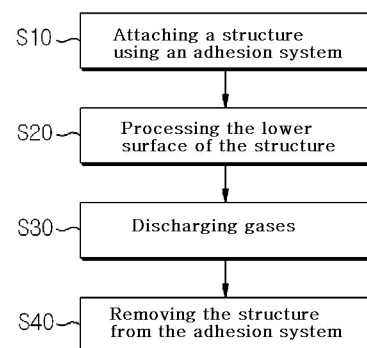 S10
Attaching a structure
using an adhesion system
S20
Processing the lower
surface of the structure
S30
Discharging gases
S40
Removing the structure
from the adhesion system